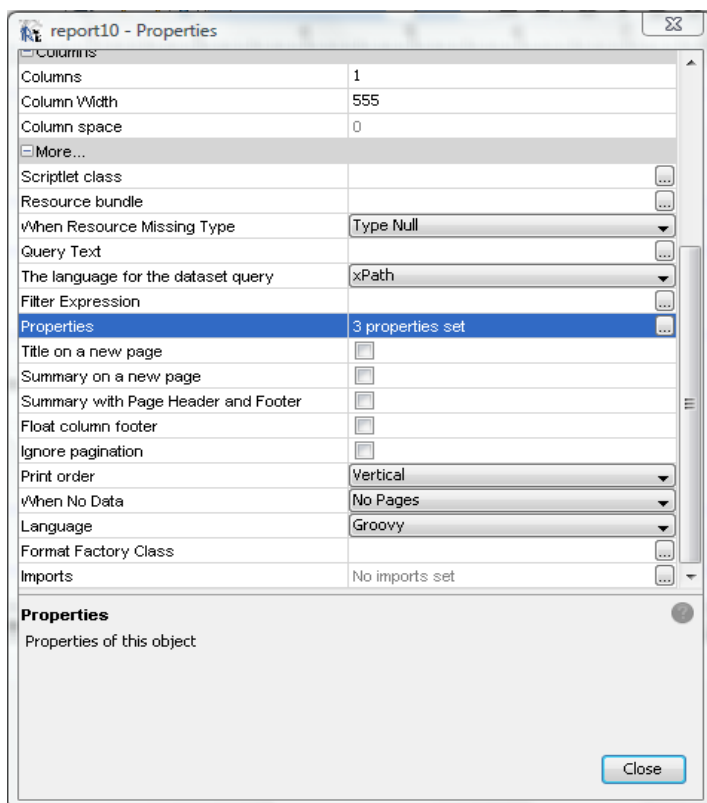 report10 - Properties
Columns
Columns 1
Column Width 555
Column space 0
More...
Scriptlet class ...
Resource bundle ...
When Resource Missing Type Type Null
Query Text ...
The language for the dataset query xPath
Filter Expression ...
Properties 3 properties set ...
Title on a new page
Summary on a new page
Summary with Page Header and Footer
Float column footer
Ignore pagination
Print order Vertical
When No Data No Pages
Language Groovy
Format Factory Class ...
Imports No imports set ...
Properties ?
Properties of this object
Close